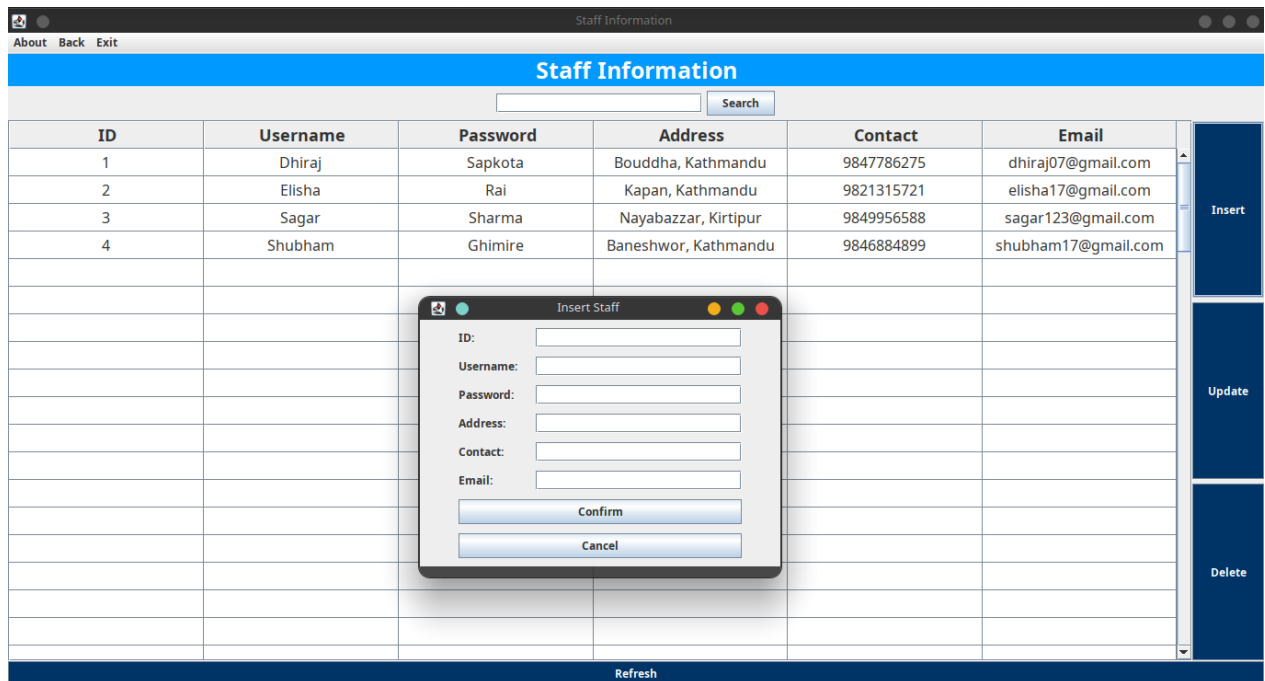 Staff Information
About Back Exit
Staff Information
Search
ID Username Password Address Contact Email
1 Dhiraj Sapkota Bouddha, Kathmandu 9847786275 dhiraj07@gmail.com
2 Elisha Rai Kapan, Kathmandu 9821315721 elisha17@gmail.com
3 Sagar Sharma Nayabazzar, Kirtipur 9849956588 sagar123@gmail.com
4 Shubham Ghimire Baneshwor, Kathmandu 9846884899 shubham17@gmail.com
Insert
Update
Delete
Insert Staff
ID:
Username:
Password:
Address:
Contact:
Email:
Confirm
Cancel
Refresh